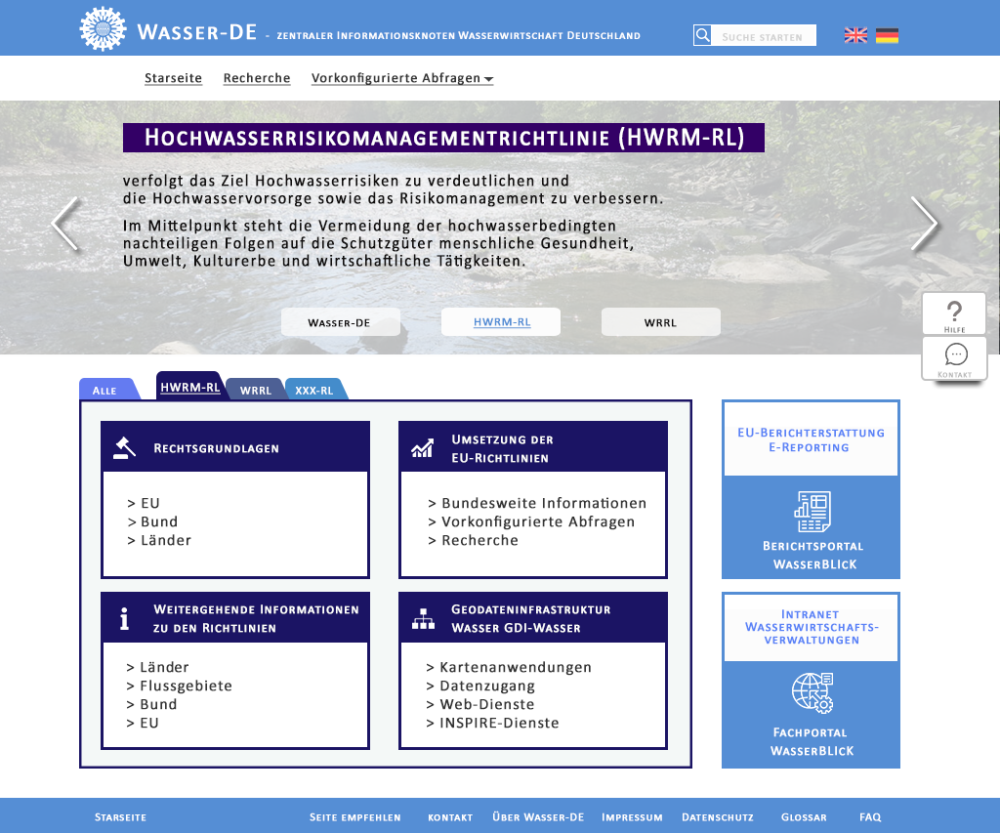 Wasser-DE - zentraler Informationsknoten Wasserwirtschaft Deutschland
Suche starten
Starseite Recherche Vorkonfigurierte Abfragen
Hochwasserrisikomanagementrichtlinie (HWRM-RL)
verfolgt das Ziel Hochwasserrisiken zu verdeutlichen und
die Hochwasservorsorge sowie das Risikomanagement zu verbessern.
Im Mittelpunkt steht die Vermeidung der hochwasserbedingten
nachteiligen Folgen auf die Schutzgüter menschliche Gesundheit,
Umwelt, Kulturerbe und wirtschaftliche Tätigkeiten.
Wasser-DE HWRM-RL WRRL
?
Hilfe
Kontakt
Alle HWRM-RL WRRL XXX-RL
Rechtsgrundlagen
> EU
> Bund
> Länder
Umsetzung der
EU-Richtlinien
> Bundesweite Informationen
> Vorkonfigurierte Abfragen
> Recherche
Weitergehende Informationen
zu den Richtlinien
> Länder
> Flussgebiete
> Bund
> EU
Geodateninfrastruktur
Wasser GDI-Wasser
> Kartenanwendungen
> Datenzugang
> Web-Dienste
> INSPIRE-Dienste
EU-Berichterstattung
E-Reporting
Berichtsportal
WasserBLIcK
Intranet
Wasserwirtschafts-
verwaltungen
Fachportal
WasserBLIcK
Starseite Seite empfehlen kontakt Über Wasser-DE Impressum Datenschutz Glossar FAQ